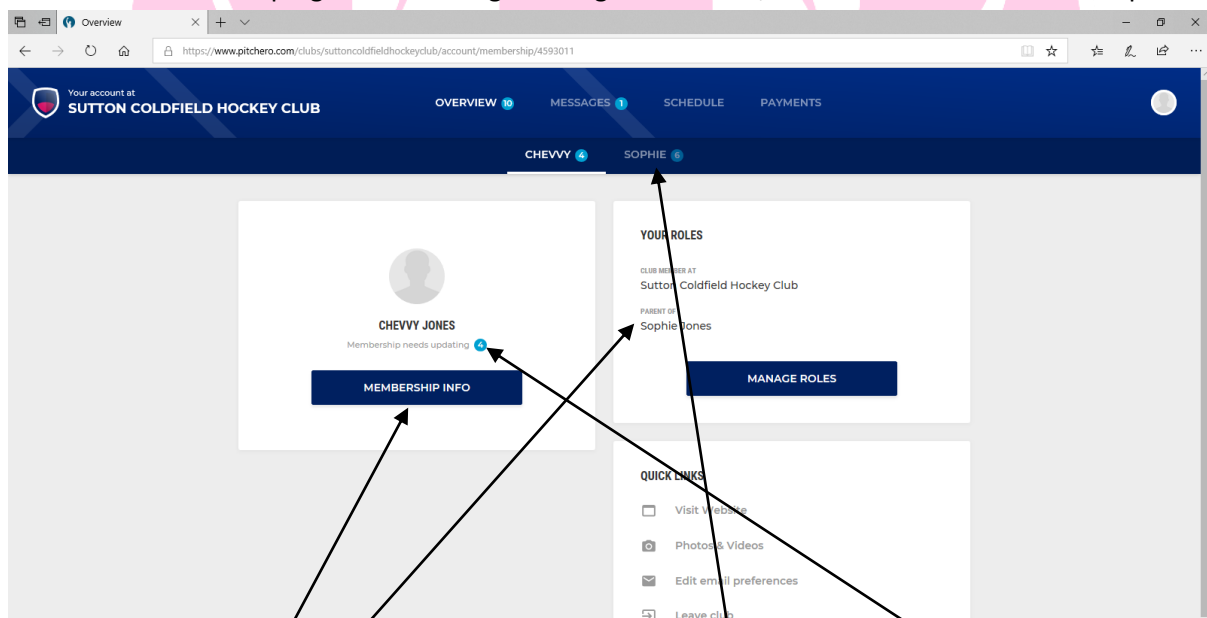 Overview
https://www.pitchero.com/clubs/suttoncoldfieldhockeyclub/account/membership/4593011
Your account at
SUTTON COLDFIELD HOCKEY CLUB
OVERVIEW 10 MESSAGES 1 SCHEDULE PAYMENTS
CHEVVY 4 SOPHIE 6
YOUR ROLES
CLUB MEMBER AT
Sutton Coldfield Hockey Club
PARENT OF
Sophie Jones
MANAGE ROLES
CHEVVY JONES
Membership needs updating 4
MEMBERSHIP INFO
QUICK LINKS
Visit Website
Photos & Videos
Edit email preferences
Leave club